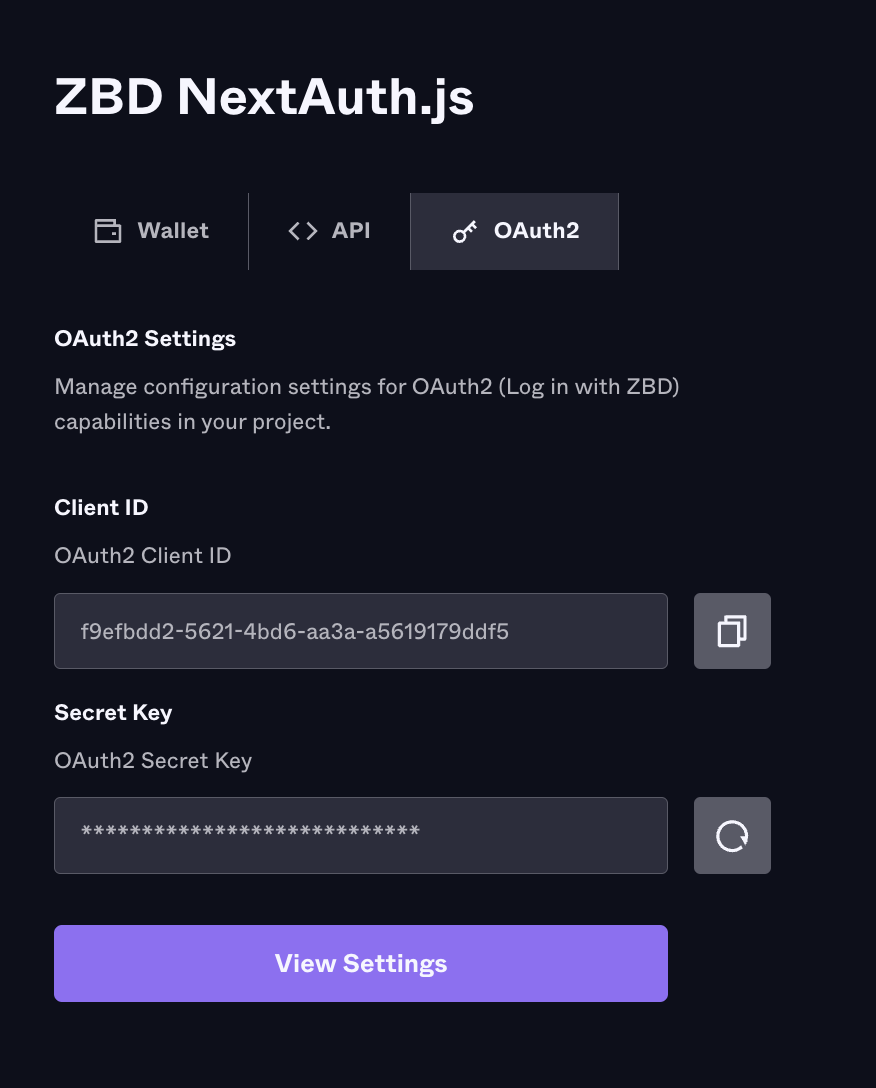 ZBD NextAuth.js
Wallet
API
OAuth2
OAuth2 Settings
Manage configuration settings for OAuth2 (Log in with ZBD)
capabilities in your project.
Client ID
OAuth2 Client ID
f9efbdd2-5621-4bd6-aa3a-a5619179ddf5
Secret Key
OAuth2 Secret Key
****************************
View Settings